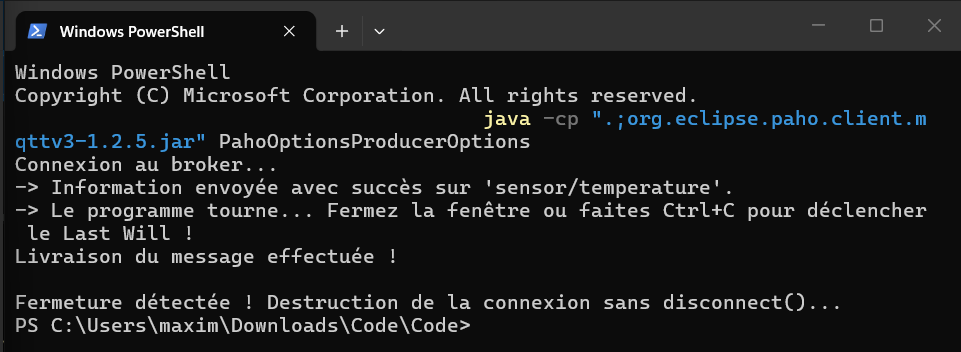 Windows PowerShell
Windows PowerShell
Copyright (C) Microsoft Corporation. All rights reserved.
java -cp ".;org.eclipse.paho.client.m
qttv3-1.2.5.jar" PahoOptionsProducerOptions
Connexion au broker...
-> Information envoyée avec succès sur 'sensor/temperature'.
-> Le programme tourne... Fermez la fenêtre ou faites Ctrl+C pour déclencher
le Last Will !
Livraison du message effectuée !
Fermeture détectée ! Destruction de la connexion sans disconnect()...
PS C:\Users\maxim\Downloads\Code\Code>